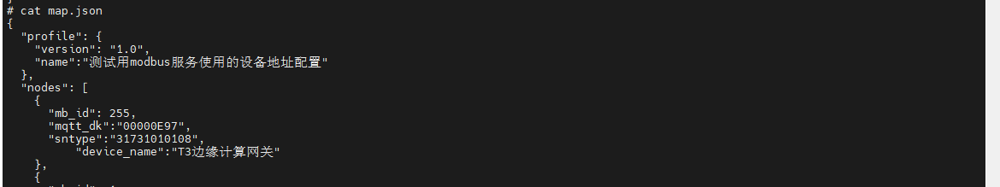 # cat map.json
{
"profile": {
"version": "1.0",
"name":"测试用modbus服务使用的设备地址配置"
},
"nodes": [
{
"mb_id": 255,
"mqtt_dk":"00000E97",
"sntype":"31731010108",
"device_name":"T3边缘计算网关"
},
{